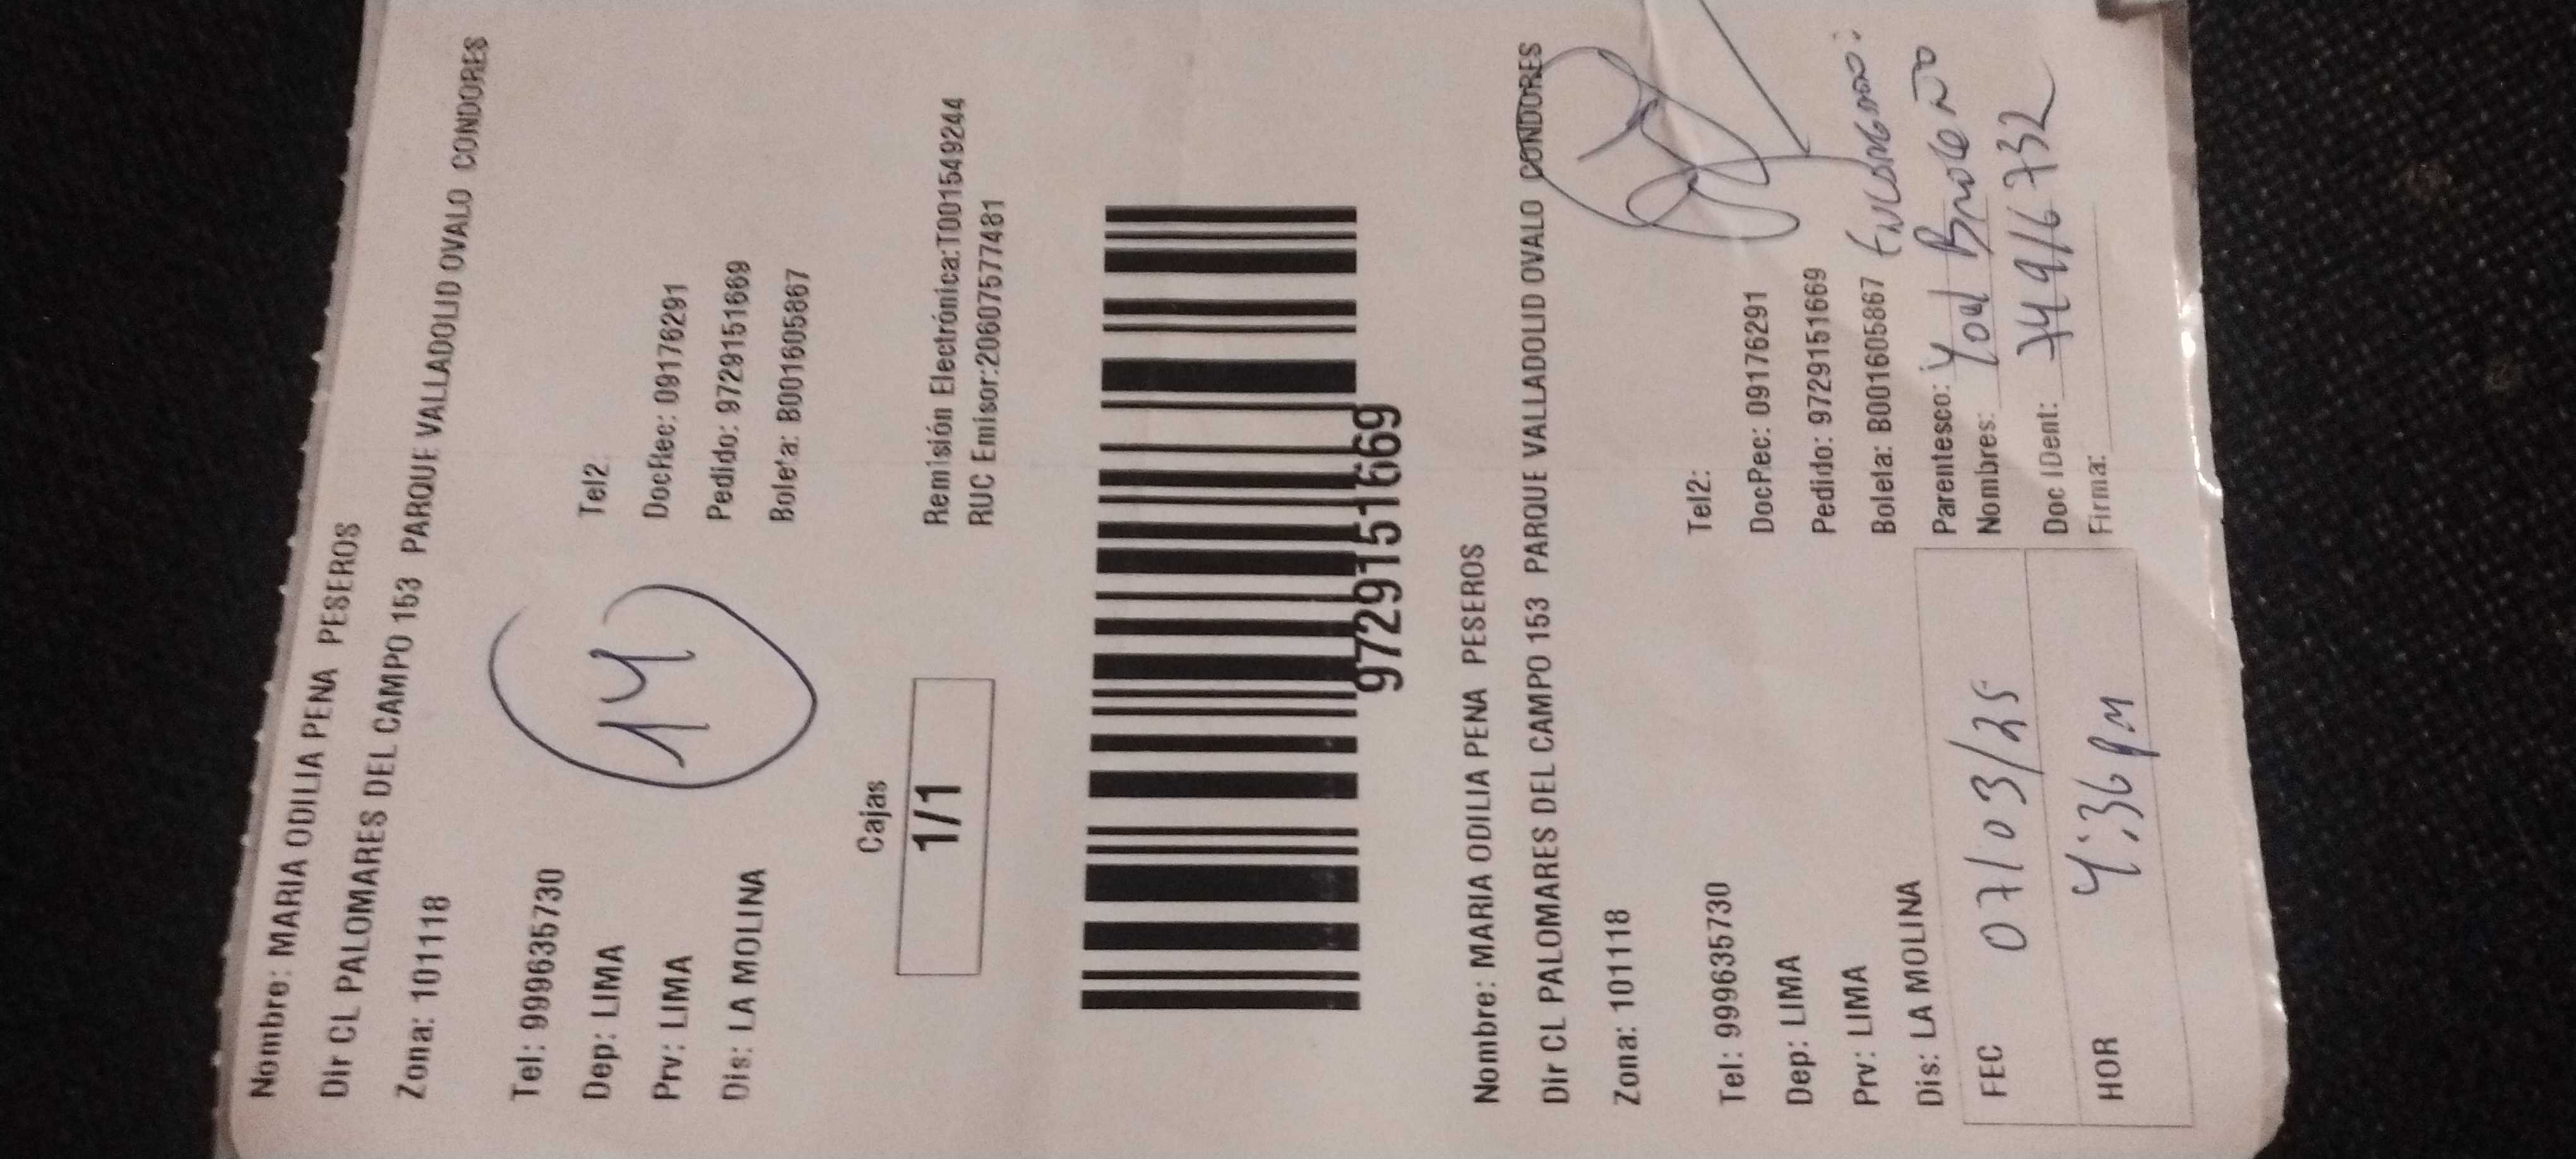 Nombre: MARIA ODILIA PENA PESEROS
Dir CL PALOMARES DEL CAMPO 153 PARQUE VALLADOLID OVALO CONDORES
Zona: 101118
14
Tel: 999635730 Tel2:
Dep: LIMA DocRec: 09176291
Prv: LIMA Pedido: 9729151669
Dis: LA MOLINA Boleta: B001605867
Cajas
1/1
Remisión Electrónica:T001549244
RUC Emisor:20607577481
9729151669
Nombre: MARIA ODILIA PENA PESEROS
Dir CL PALOMARES DEL CAMPO 153 PARQUE VALLADOLID OVALO CONDORES
Zona: 101118
Tel: 999635730 Tel2:
Dep: LIMA DocRec: 09176291
Prv: LIMA Pedido: 9729151669
Dis: LA MOLINA Boleta: B001605867
FEC 07/03/25
HOR 4:36 pm
Parentesco:
Nombres:
Doc IDent: 74916732
Firma: